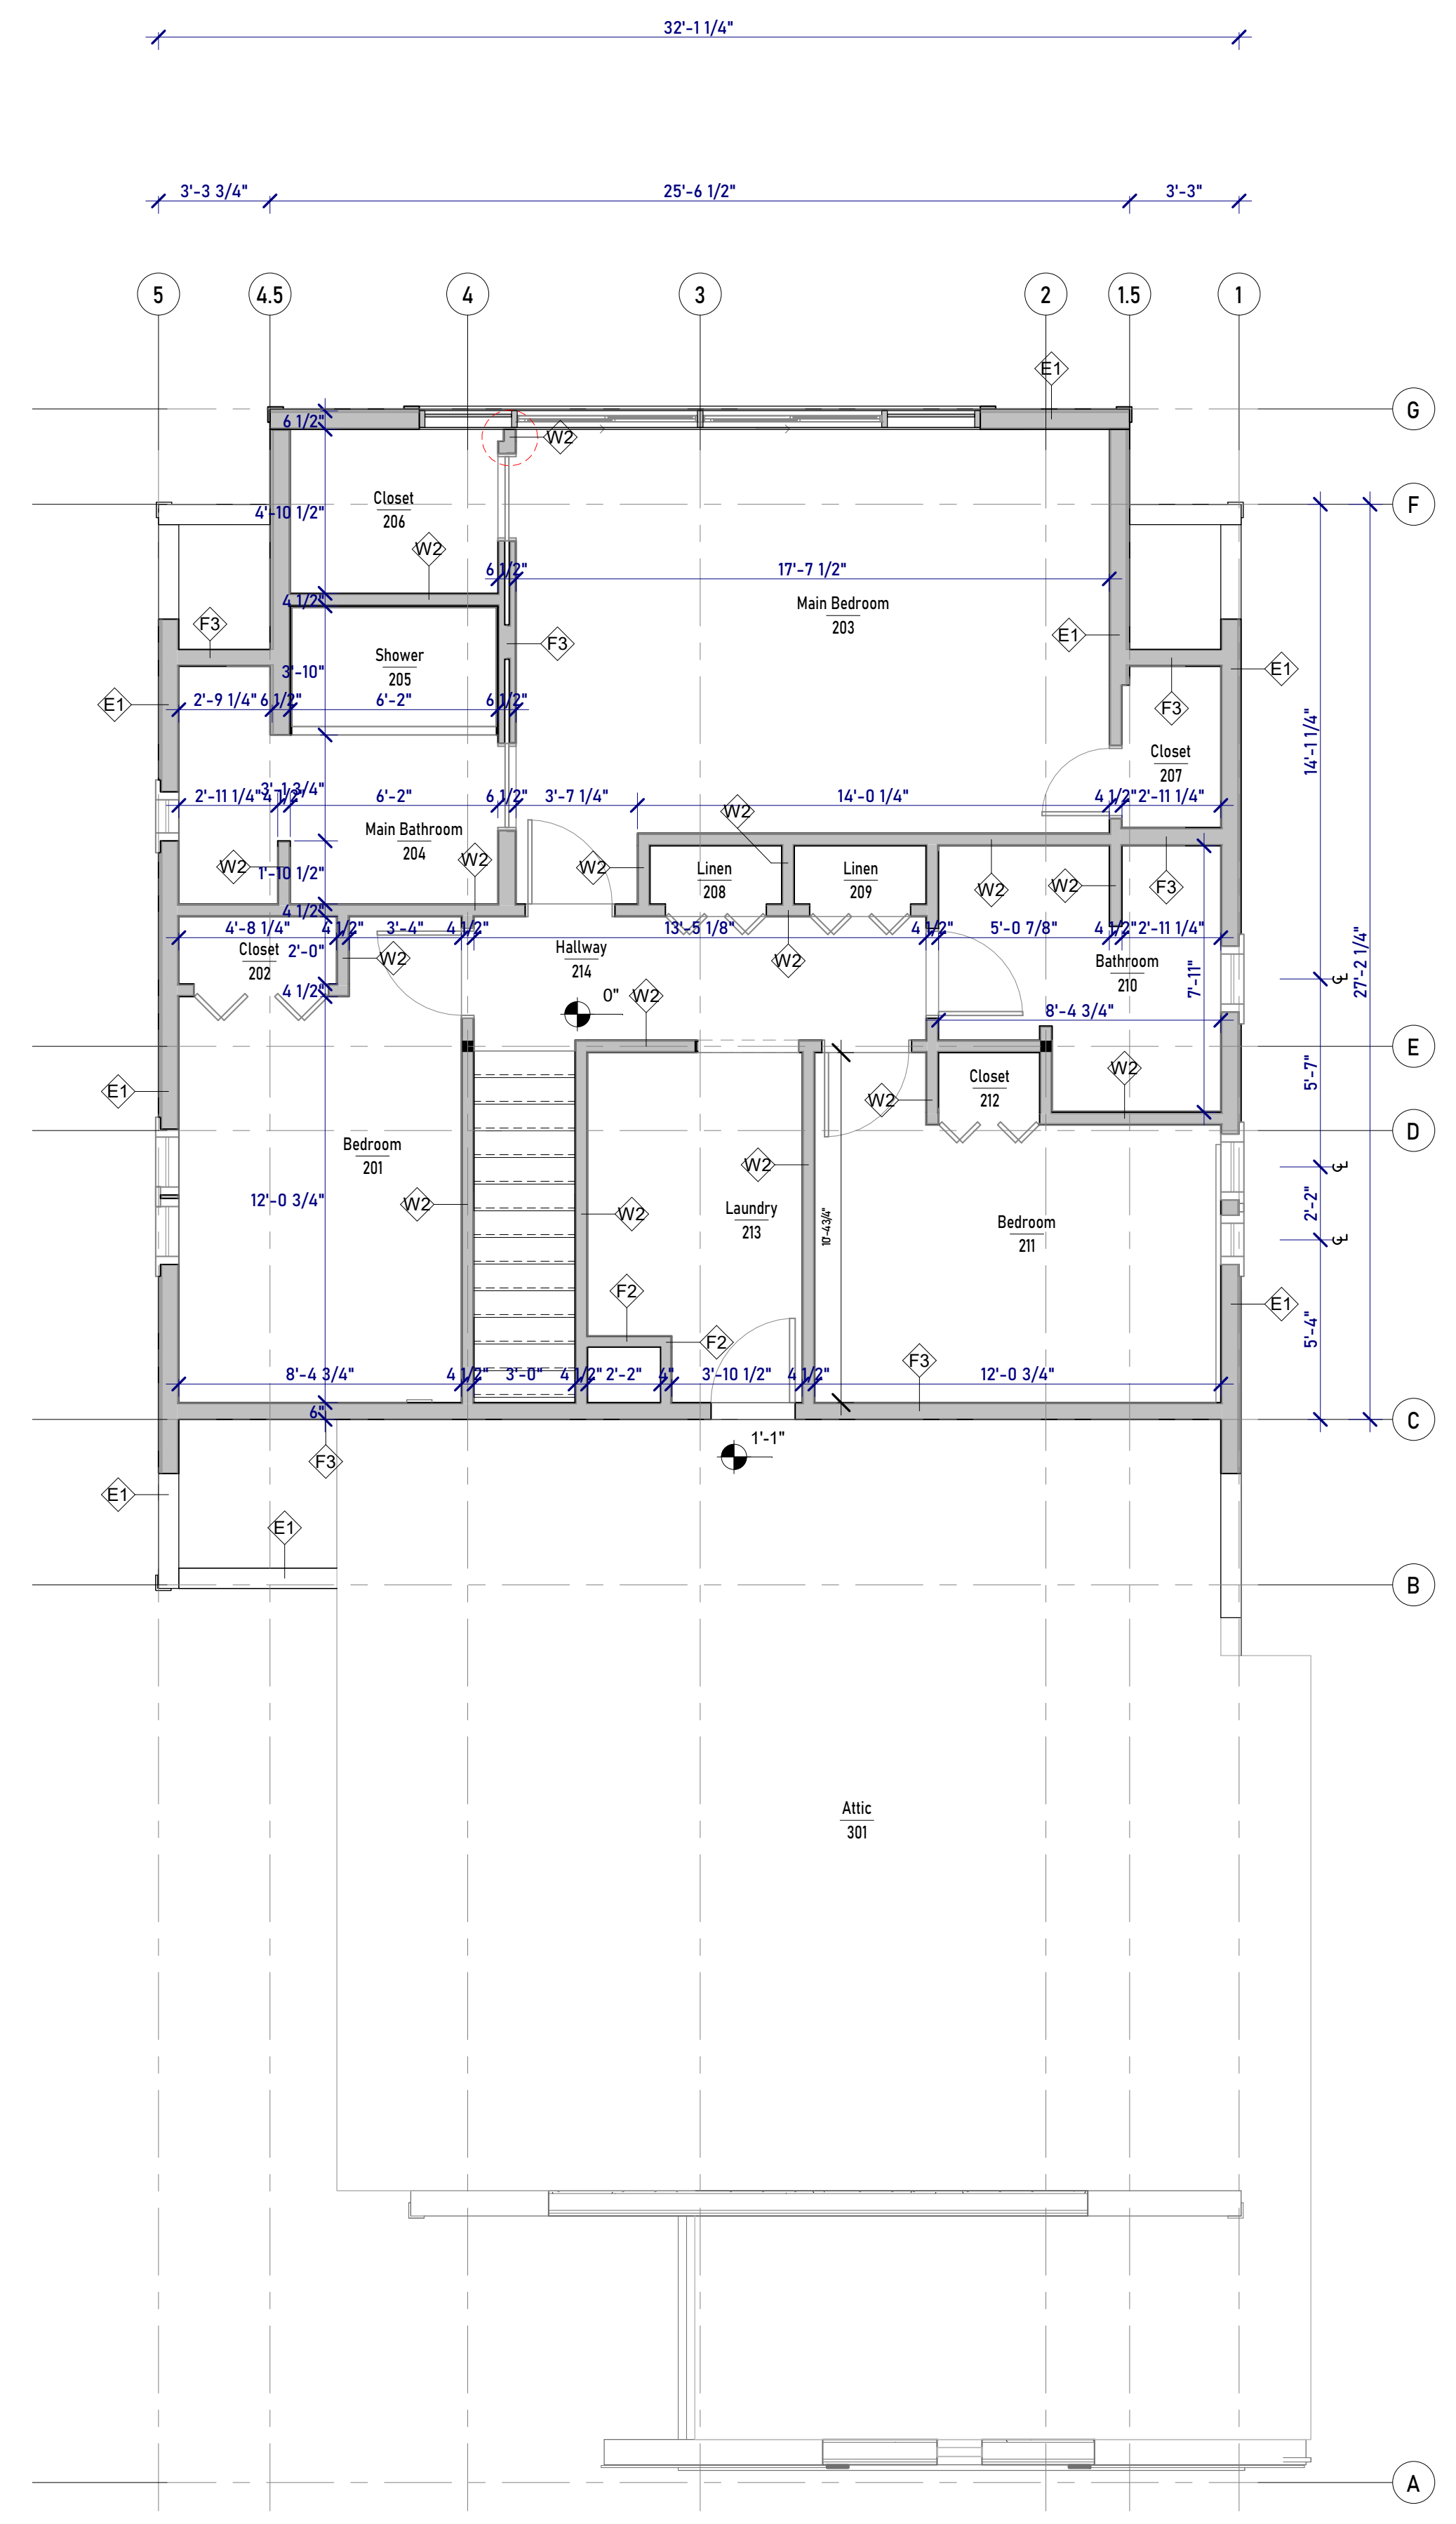 32'-1 1/4"
3'-3 3/4" 25'-6 1/2" 3'-3"
5 4.5 4 3 2 1.5 1
E1
G
6 1/2"
W2
Closet
206
4'-10 1/2"
F
W2
6 1/2" 17'-7 1/2"
4 1/2"
Main Bedroom
203
F3
F3
E1
Shower
205
3'-10"
E1
E1
2'-9 1/4" 6 1/2" 6'-2" 6 1/2"
F3
14'-1 1/4"
Closet
207
3'-1 3/4"
2'-11 1/4" 4 1/2" 6'-2" 6 1/2" 3'-7 1/4" 14'-0 1/4" 4 1/2" 2'-11 1/4"
W2
Main Bathroom
204
W2
W2
W2
1'-10 1/2"
Linen
208
Linen
209
W2
W2
F3
4 1/2"
4'-8 1/4" 4 1/2" 3'-4" 4 1/2" 13'-5 1/8" 4 1/2" 5'-0 7/8" 4 1/2" 2'-11 1/4"
Closet
202
2'-0"
W2
Hallway
214
W2
Bathroom
210
7'-11"
27'-2 1/4"
CL
4 1/2"
0"
W2
8'-4 3/4"
E
E1
W2
Closet
212
W2
5'-7"
D
Bedroom
201
W2
CL
12'-0 3/4"
W2
W2
Laundry
213
10'-4 3/4"
Bedroom
211
2'-2"
CL
F2
E1
F2
5'-4"
F3
8'-4 3/4" 4 1/2" 3'-0" 4 1/2" 2'-2" 4" 3'-10 1/2" 4 1/2" 12'-0 3/4"
6"
C
1'-1"
F3
E1
E1
B
Attic
301
A